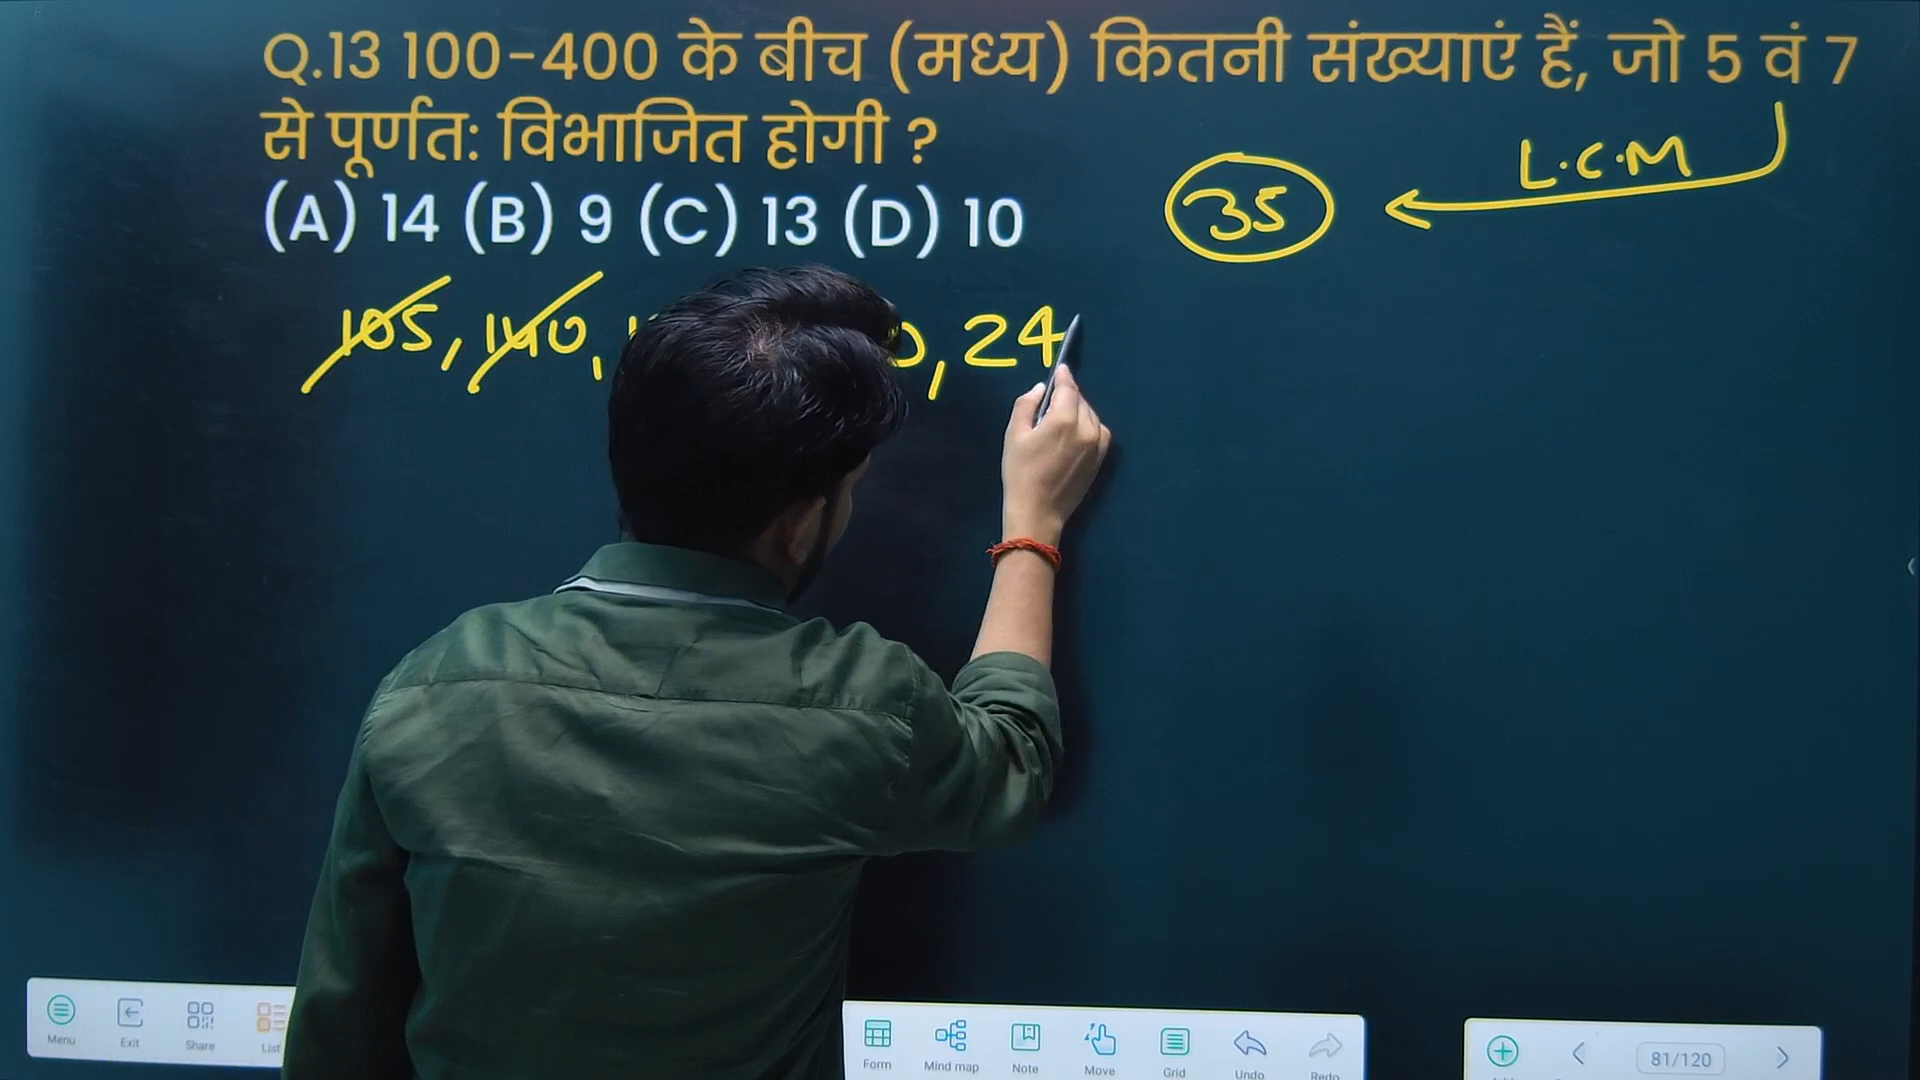 Q.13 100-400 के बीच (मध्य) कितनी संख्याएं हैं, जो 5 वं 7
से पूर्णत: विभाजित होगी ?
(A) 14 (B) 9 (C) 13 (D) 10
L.C.M
35
105, 140, 24
Menu Exit Share List Form Mind map Note Move Grid Undo Redo 81/120